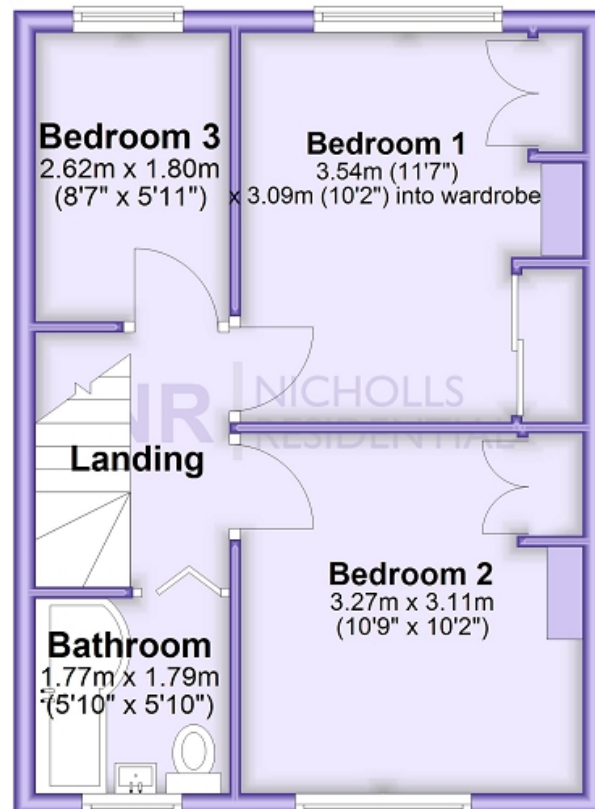 Bedroom 3
2.62m x 1.80m
(8'7" x 5'11")
Bedroom 1
3.54m (11'7")
x 3.09m (10'2") into wardrobe
NR NICHOLLS
RESIDENTIAL
Landing
Bedroom 2
3.27m x 3.11m
(10'9" x 10'2")
Bathroom
1.77m x 1.79m
(5'10" x 5'10")